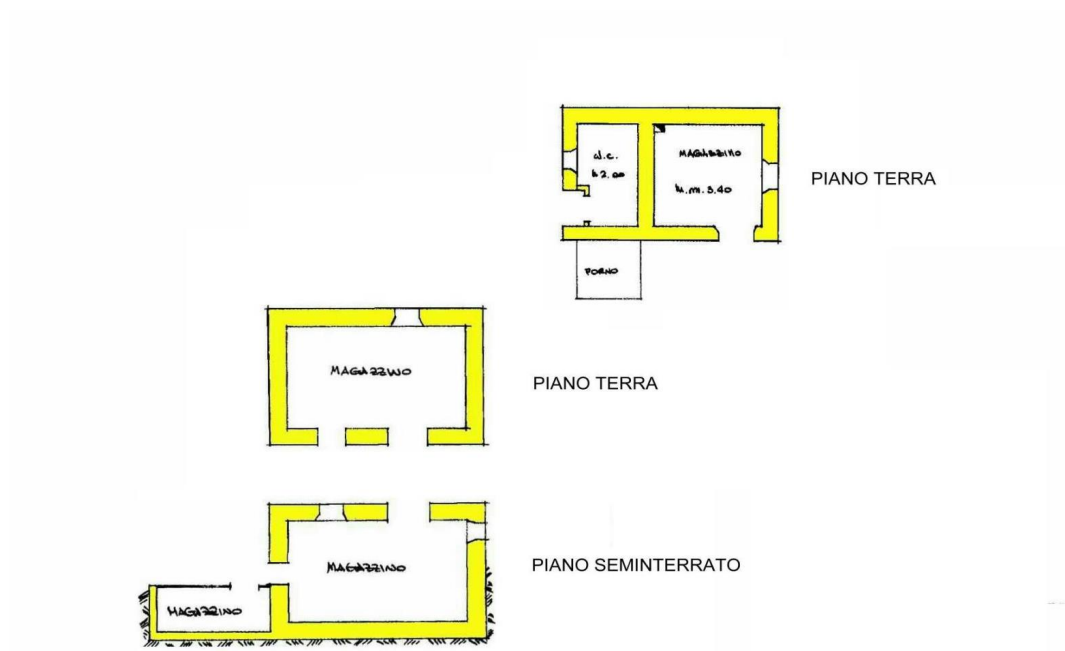 W.C.
h 2.00
MAGAZZINO
h. m. 3.40
PIANO TERRA
FORNO
MAGAZZINO
PIANO TERRA
MAGAZZINO
PIANO SEMINTERRATO
MAGAZZINO